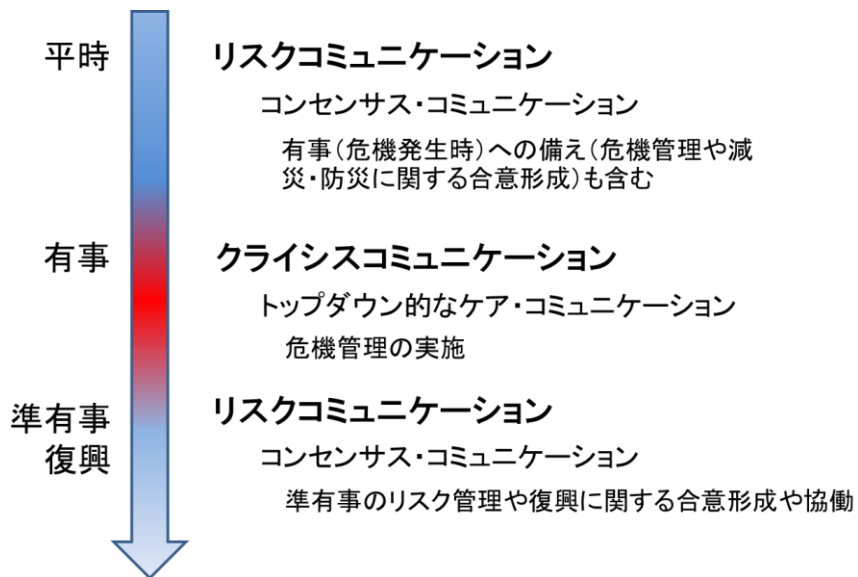 平時
リスクコミュニケーション
コンセンサス・コミュニケーション
有事(危機発生時)への備え(危機管理や減
災・防災に関する合意形成)も含む
有事
クライシスコミュニケーション
トップダウン的なケア・コミュニケーション
危機管理の実施
準有事
復興
リスクコミュニケーション
コンセンサス・コミュニケーション
準有事のリスク管理や復興に関する合意形成や協働